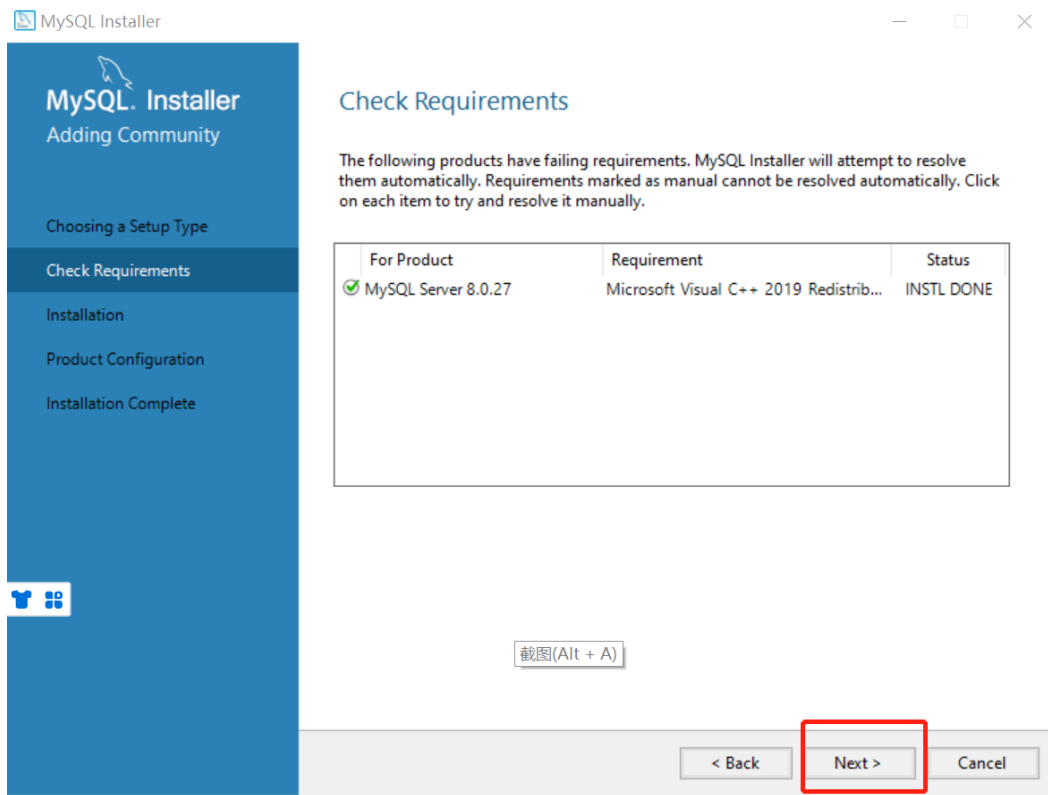 MySQL Installer
MySQL. Installer
Adding Community
Choosing a Setup Type
Check Requirements
Installation
Product Configuration
Installation Complete
Check Requirements
The following products have failing requirements. MySQL Installer will attempt to resolve
them automatically. Requirements marked as manual cannot be resolved automatically. Click
on each item to try and resolve it manually.
For Product Requirement Status
MySQL Server 8.0.27 Microsoft Visual C++ 2019 Redistrib... INSTL DONE
截图(Alt + A)
< Back Next > Cancel